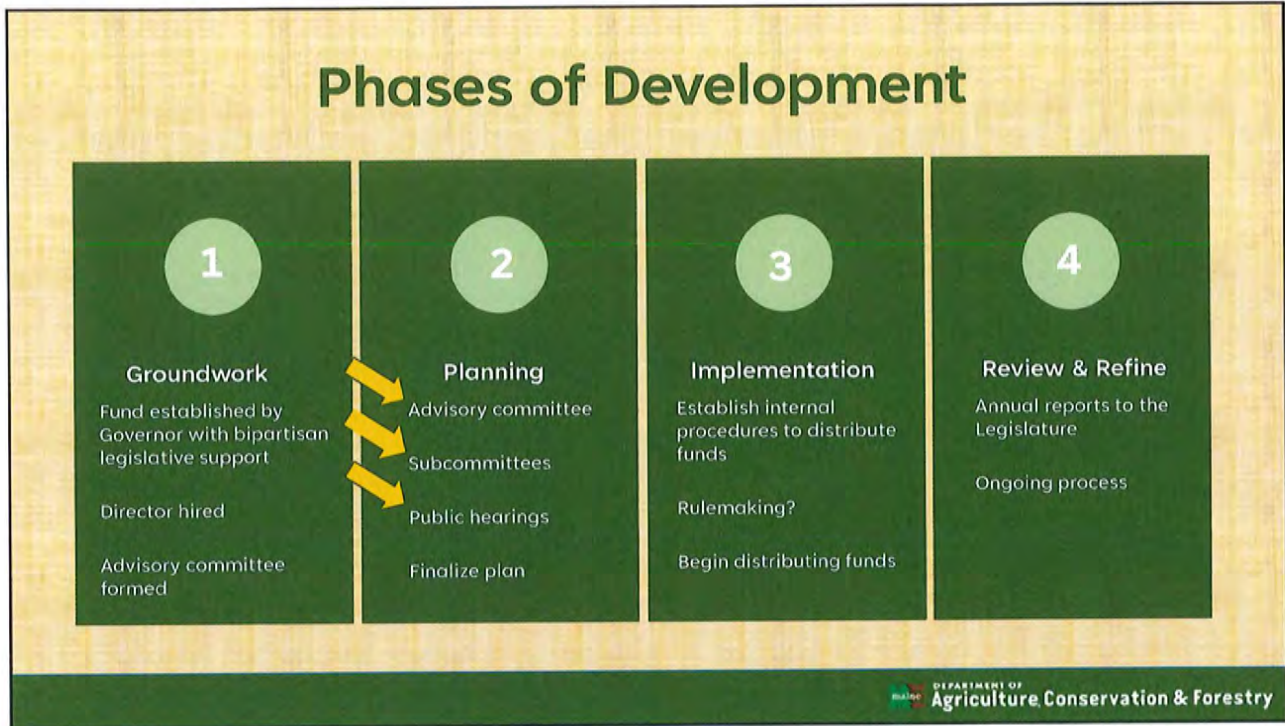 Phases of Development
1
Groundwork
Fund established by
Governor with bipartisan
legislative support
Director hired
Advisory committee
formed
2
Planning
Advisory committee
Subcommittees
Public hearings
Finalize plan
3
Implementation
Establish internal
procedures to distribute
funds
Rulemaking?
Begin distributing funds
4
Review & Refine
Annual reports to the
Legislature
Ongoing process
maine
DEPARTMENT OF
Agriculture, Conservation & Forestry